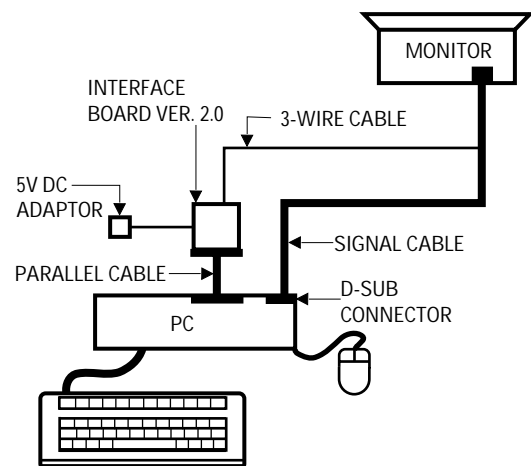 MONITOR
INTERFACE
BOARD VER. 2.0
3-WIRE CABLE
5V DC
ADAPTOR
SIGNAL CABLE
PARALLEL CABLE
D-SUB
CONNECTOR
PC